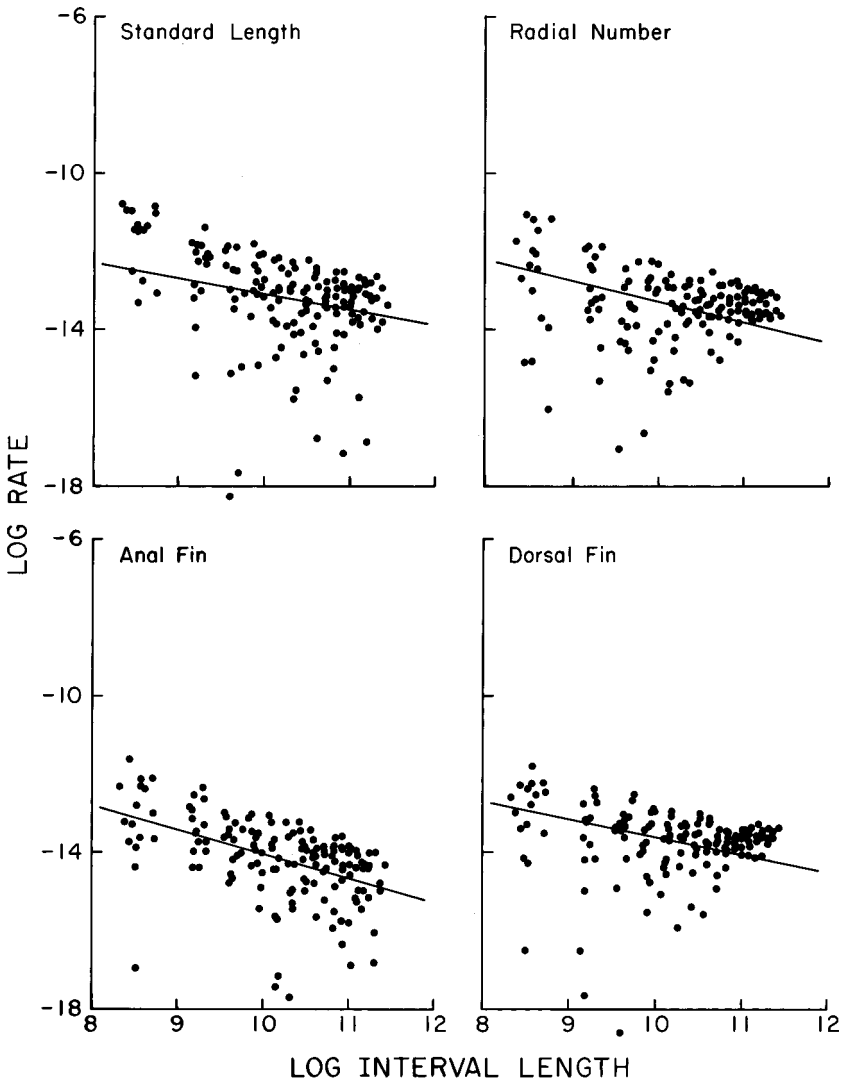 -6
Standard Length
Radial Number
-10
-14
-18
LOG RATE
-6
Anal Fin
Dorsal Fin
-10
-14
-18
8 9 10 11 12 8 9 10 11 12
LOG INTERVAL LENGTH